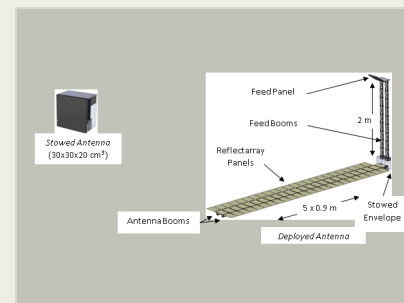 Feed Panel
Feed Booms
2 m
Stowed Antenna
(30x30x20 cm³)
Reflectarray
Panels
5 x 0.9 m
Stowed
Envelope
Antenna Booms
Deployed Antenna